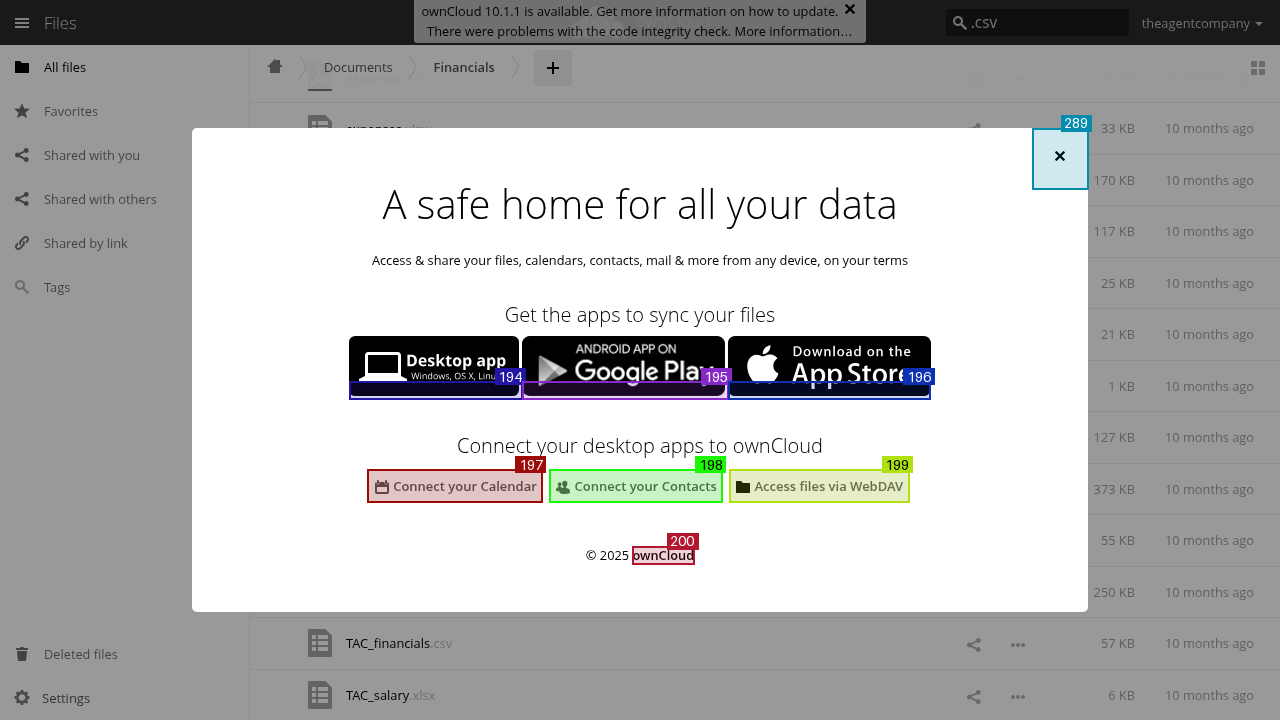 Files
ownCloud 10.1.1 is available. Get more information on how to update.
There were problems with the code integrity check. More information…
.csv
theagentcompany
All files
Favorites
Shared with you
Shared with others
Shared by link
Tags
Deleted files
Settings
Documents
Financials
33 KB 10 months ago
170 KB 10 months ago
117 KB 10 months ago
25 KB 10 months ago
21 KB 10 months ago
1 KB 10 months ago
127 KB 10 months ago
373 KB 10 months ago
55 KB 10 months ago
250 KB 10 months ago
TAC_financials.csv 57 KB 10 months ago
TAC_salary.xlsx 6 KB 10 months ago
289
A safe home for all your data
Access & share your files, calendars, contacts, mail & more from any device, on your terms
Get the apps to sync your files
Desktop app
Windows, OS X,
194
ANDROID APP ON
Google Play
195
Download on the
App Store
196
Connect your desktop apps to ownCloud
197
Connect your Calendar
198
Connect your Contacts
199
Access files via WebDAV
200
© 2025 ownCloud